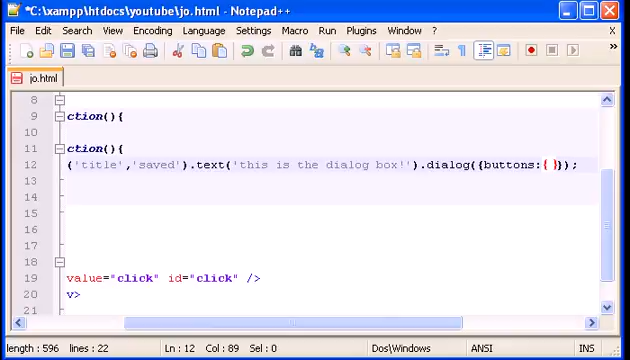 *C:\xampp\htdocs\youtube\jo.html - Notepad++
File Edit Search View Encoding Language Settings Macro Run Plugins Window ?
X
jo.html
8
9 ction(){
10
11 ction(){
12 ('title','saved').text('this is the dialog box!').dialog({buttons:{ }});
13
14
15
16
17
18
19 value="click" id="click" />
20 v>
21
length : 596 lines : 22 Ln : 12 Col : 89 Sel : 0 Dos\Windows ANSI INS